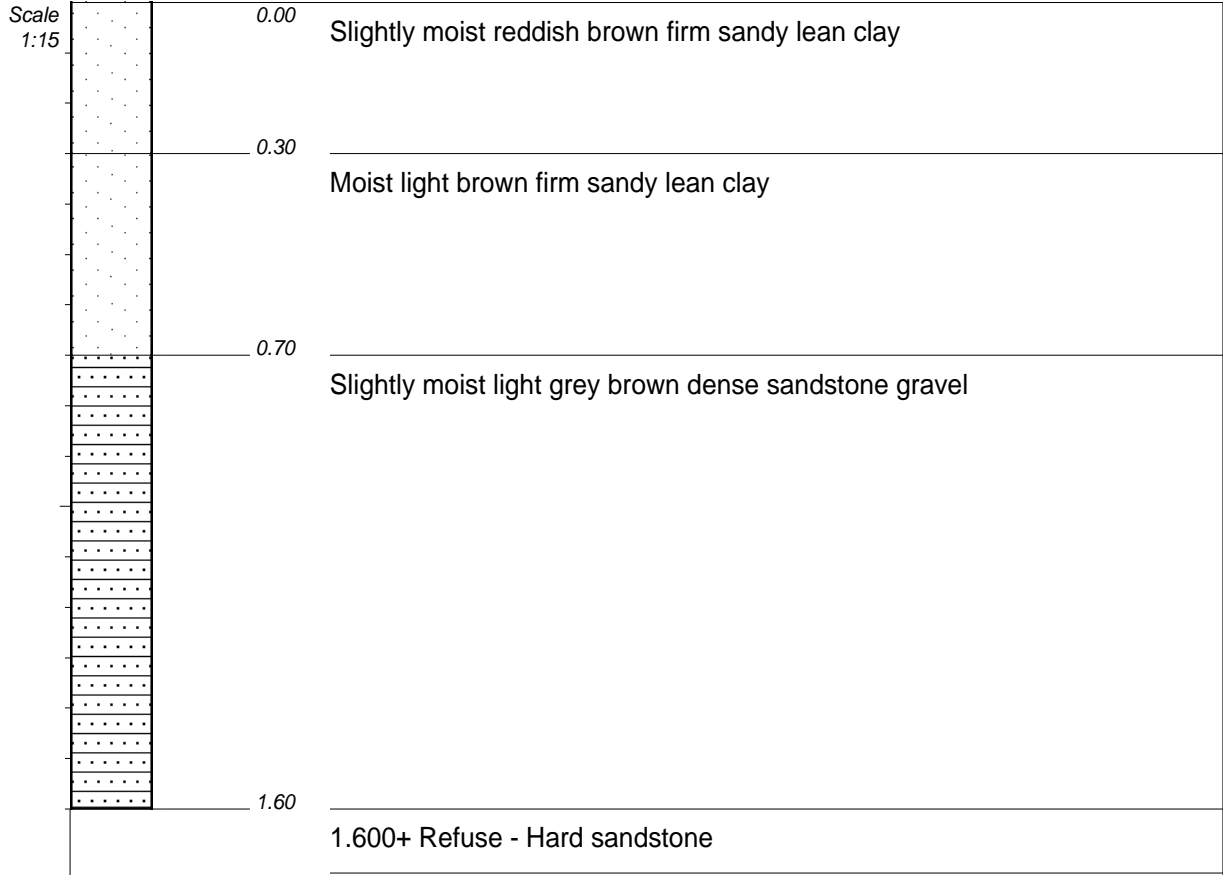 Scale
1:15
0.00
Slightly moist reddish brown firm sandy lean clay
0.30
Moist light brown firm sandy lean clay
0.70
Slightly moist light grey brown dense sandstone gravel
1.60
1.600+ Refuse - Hard sandstone